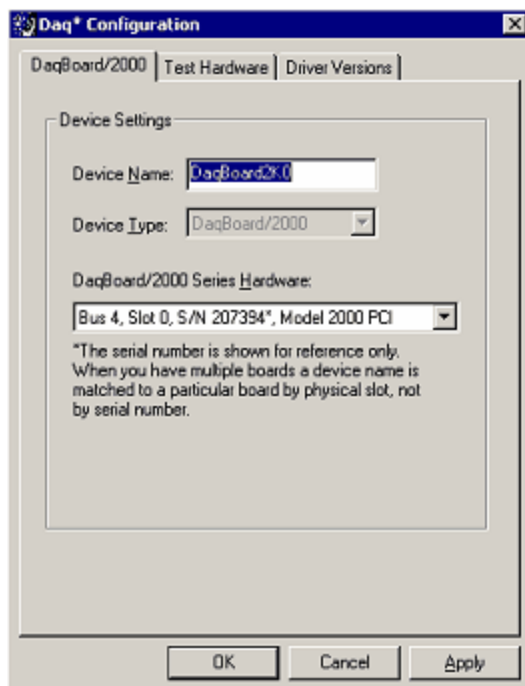 Daq* Configuration
DaqBoard/2000
Test Hardware
Driver Versions
Device Settings
Device Name:
DaqBoard2K0
Device Type:
DaqBoard/2000
DaqBoard/2000 Series Hardware:
Bus 4, Slot 0, S/N 207394*, Model 2000 PCI
*The serial number is shown for reference only.
When you have multiple boards a device name is
matched to a particular board by physical slot, not
by serial number.
OK
Cancel
Apply